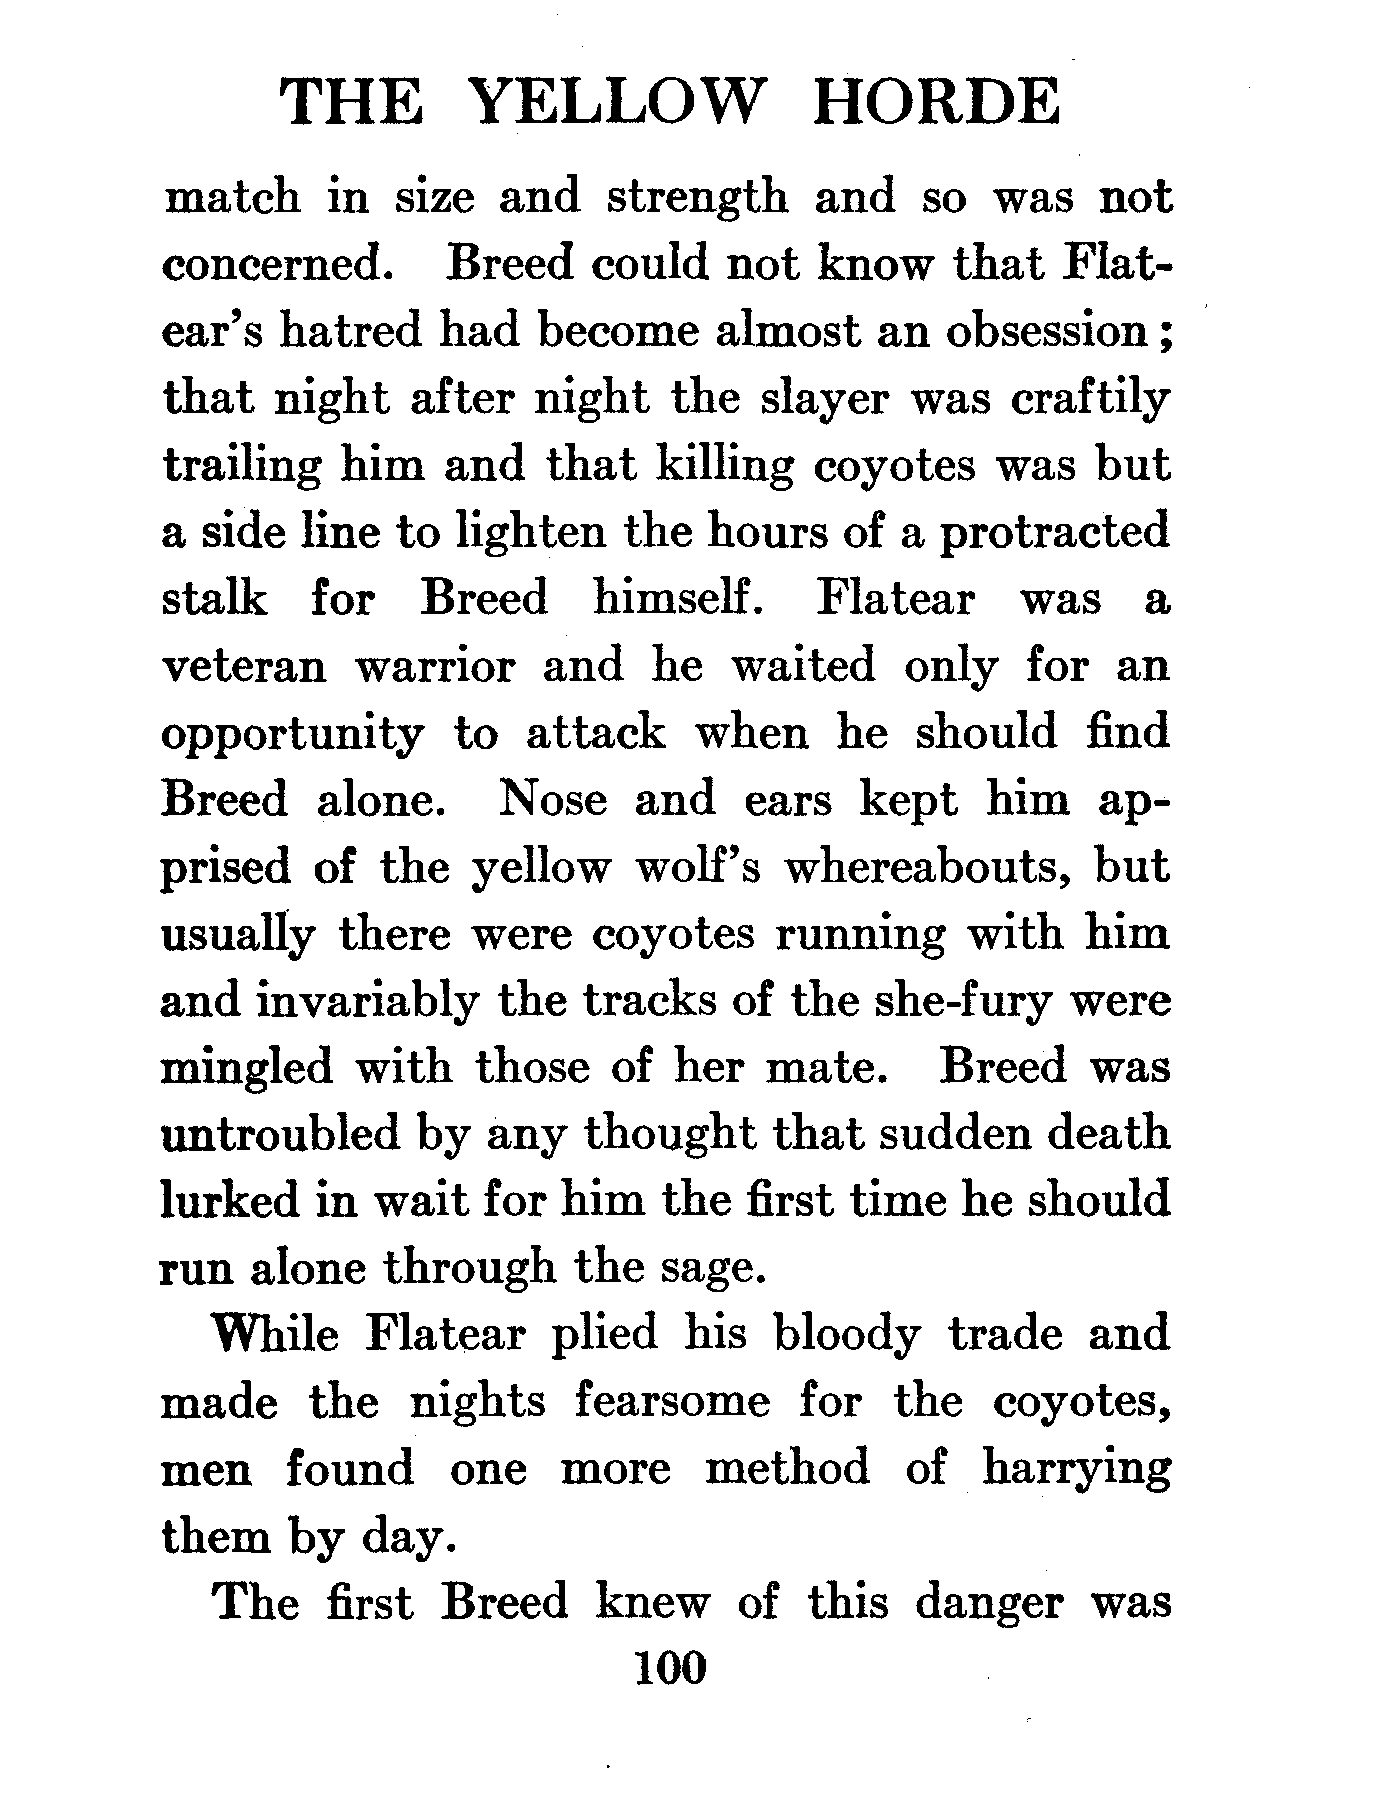 THE YELLOW HORDE
match in size and strength and so was not
concerned. Breed could not know that Flat-
ear's hatred had become almost an obsession;
that night after night the slayer was craftily
trailing him and that killing coyotes was but
a side line to lighten the hours of a protracted
stalk for Breed himself. Flatear was a
veteran warrior and he waited only for an
opportunity to attack when he should find
Breed alone. Nose and ears kept him ap-
prised of the yellow wolf's whereabouts, but
usually there were coyotes running with him
and invariably the tracks of the she-fury were
mingled with those of her mate. Breed was
untroubled by any thought that sudden death
lurked in wait for him the first time he should
run alone through the sage.
While Flatear plied his bloody trade and
made the nights fearsome for the coyotes,
men found one more method of harrying
them by day.
The first Breed knew of this danger was
100